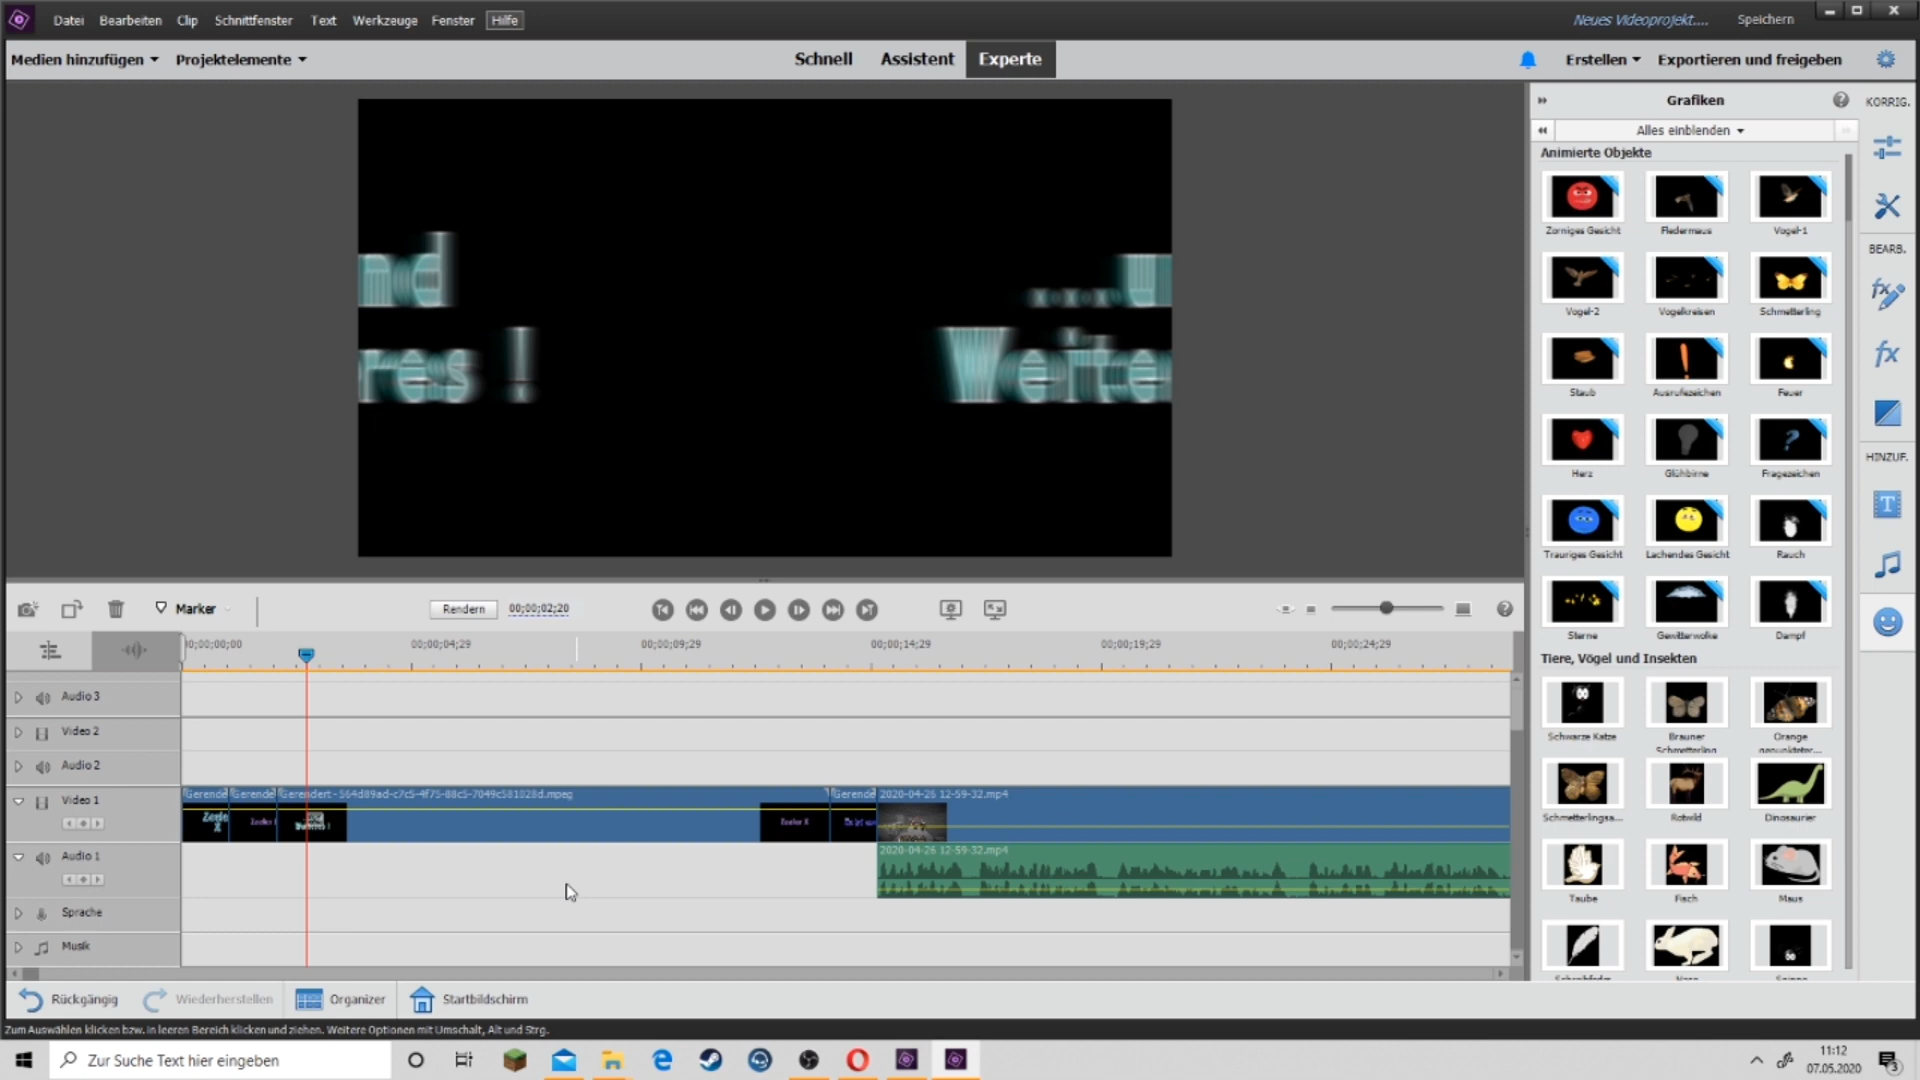 Datei Bearbeiten Clip Schnittfenster Text Werkzeuge Fenster Hilfe Neues Videoprojekt.... Speichern
Medien hinzufügen Projektelemente Schnell Assistent Experte Erstellen Exportieren und freigeben
Grafiken KORRIG.
Alles einblenden
Animierte Objekte
Zorniges Gesicht Fledermaus Vogel-1
BEARB.
Vogel-2 Vogelkreisen Schmetterling
Staub Ausrufezeichen Feuer
HINZUF.
Herz Glühbirne Fragezeichen
Trauriges Gesicht Lachendes Gesicht Rauch
Sterne Gewitterwolke Dampf
Tiere, Vögel und Insekten
Schwarze Katze Brauner Schmetterling Orange
Schmetterlingsa... Rotwild Dinosaurier
Taube Fisch Maus
nd
....U
res !
Weite
Marker Rendern 00;00;02;20
00;00;00;00 00;00;04;29 00;00;09;29 00;00;14;29 00;00;19;29 00;00;24;29
Audio 3
Video 2
Audio 2
Video 1
Gerende Gerende Gerendert - 564d89ad-c7c5-4f75-88c5-7049c581028d.mpeg Gerende 2020-04-26 12-59-32.mp4
Audio 1
2020-04-26 12-59-32.mp4
Sprache
Musik
Rückgängig Wiederherstellen Organizer Startbildschirm
Zum Auswählen klicken bzw. in leeren Bereich klicken und ziehen. Weitere Optionen mit Umschalt, Alt und Strg.
Zur Suche Text hier eingeben
11:12
07.05.2020
3